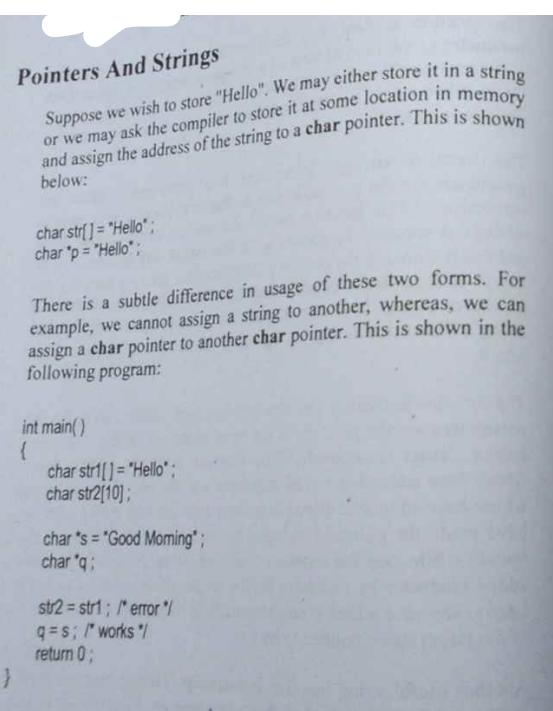 Pointers And Strings
Suppose we wish to store "Hello". We may either store it in a string
or we may ask the compiler to store it at some location in memory
and assign the address of the string to a char pointer. This is shown
below:
char str[ ] = "Hello" ;
char *p = "Hello" ;
There is a subtle difference in usage of these two forms. For
example, we cannot assign a string to another, whereas, we can
assign a char pointer to another char pointer. This is shown in the
following program:
int main( )
{
char str1[ ] = "Hello" ;
char str2[10] ;
char *s = "Good Morning" ;
char *q ;
str2 = str1 ; /* error */
q = s ; /* works */
return 0 ;
}